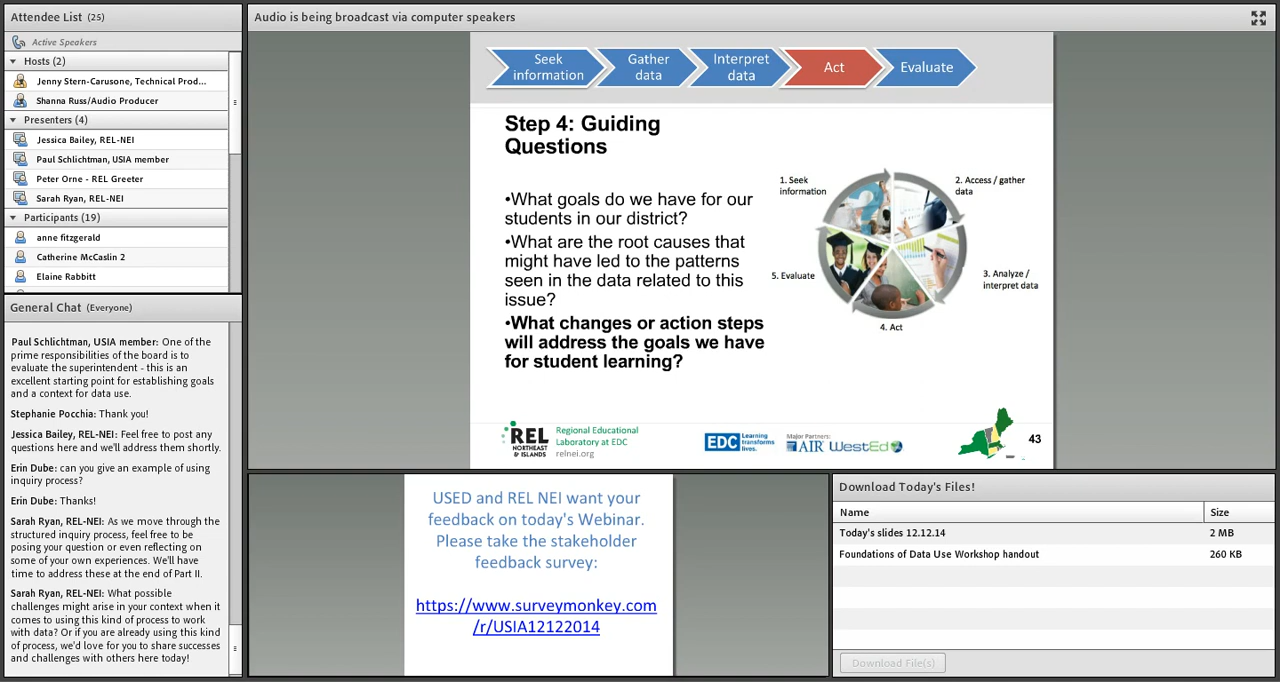 Attendee List (25)
Active Speakers
Hosts (2)
Jenny Stern-Carusone, Technical Prod...
Shanna Russ/Audio Producer
Presenters (4)
Jessica Bailey, REL-NEI
Paul Schlichtman, USIA member
Peter Orne - REL Greeter
Sarah Ryan, REL-NEI
Participants (19)
anne fitzgerald
Catherine McCaslin 2
Elaine Rabbitt
General Chat (Everyone)
Paul Schlichtman, USIA member: One of the
prime responsibilities of the board is to
evaluate the superintendent - this is an
excellent starting point for establishing goals
and a context for data use.
Stephanie Pocchia: Thank you!
Jessica Bailey, REL-NEI: Feel free to post any
questions here and we'll address them shortly.
Erin Dube: can you give an example of using
inquiry process?
Erin Dube: Thanks!
Sarah Ryan, REL-NEI: As we move through the
structured inquiry process, feel free to be
posing your question or even reflecting on
some of your own experiences. We'll have
time to address these at the end of Part II.
Sarah Ryan, REL-NEI: What possible
challenges might arise in your context when it
comes to using this kind of process to work
with data? Or if you are already using this kind
of process, we'd love for you to share successes
and challenges with others here today!
Audio is being broadcast via computer speakers
Seek
information
Gather
data
Interpret
data
Act
Evaluate
Step 4: Guiding
Questions
•What goals do we have for our
students in our district?
•What are the root causes that
might have led to the patterns
seen in the data related to this
issue?
•What changes or action steps
will address the goals we have
for student learning?
1. Seek
information
2. Access / gather
data
3. Analyze /
interpret data
4. Act
5. Evaluate
REL
NORTHEAST
& ISLANDS
Regional Educational
Laboratory at EDC
relnei.org
EDC
Learning
transforms
lives.
Major Partners:
AIR WestEd
43
USED and REL NEI want your
feedback on today's Webinar.
Please take the stakeholder
feedback survey:
https://www.surveymonkey.com
/r/USIA12122014
Download Today's Files!
Name Size
Today's slides 12.12.14 2 MB
Foundations of Data Use Workshop handout 260 KB
Download File(s)